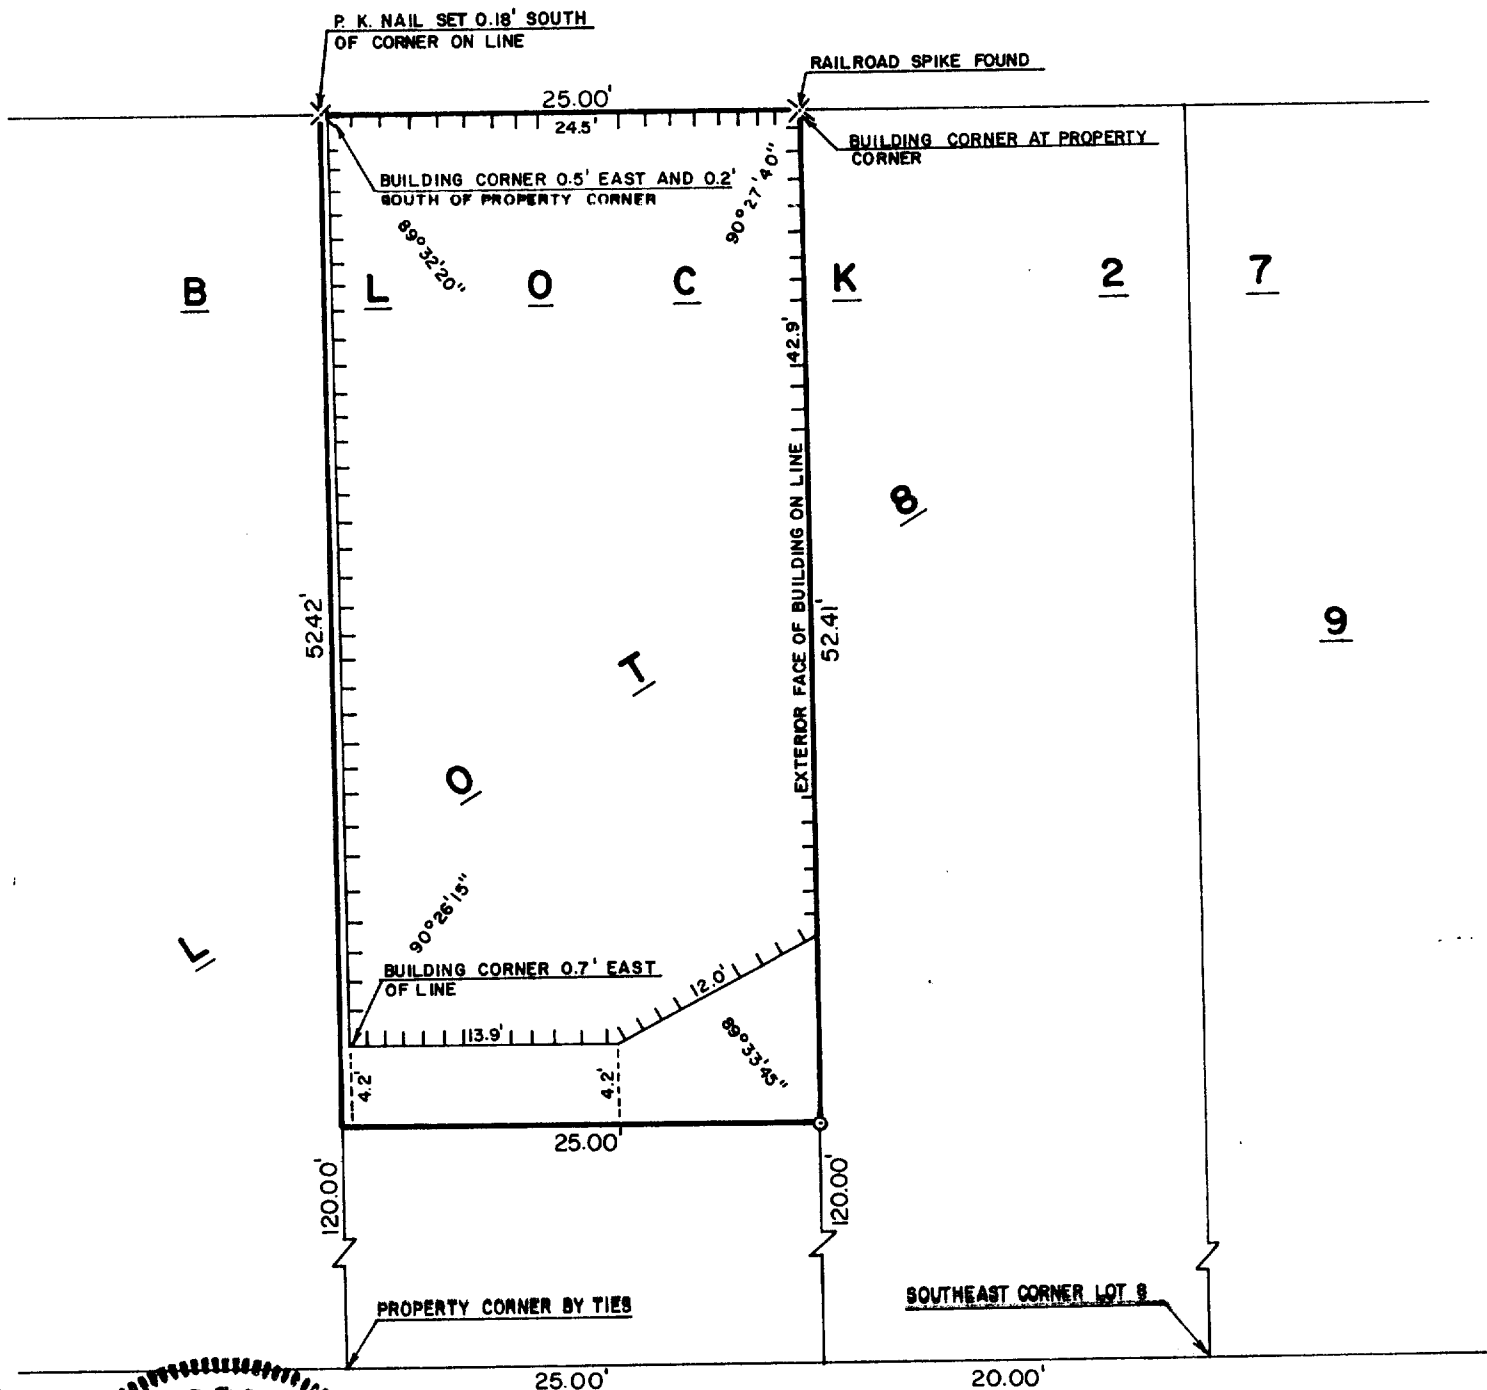 P. K. NAIL SET 0.18' SOUTH
OF CORNER ON LINE
RAILROAD SPIKE FOUND
25.00'
24.5'
BUILDING CORNER AT PROPERTY
CORNER
BUILDING CORNER 0.5' EAST AND 0.2'
SOUTH OF PROPERTY CORNER
89°32'20"
90°27'40"
B L O C K 2 7
42.9'
EXTERIOR FACE OF BUILDING ON LINE
52.42'
52.41'
L O T 8
9
90°26'15"
BUILDING CORNER 0.7' EAST
OF LINE
13.9'
12.0'
89°33'45"
4.2'
4.2'
25.00'
120.00'
120.00'
PROPERTY CORNER BY TIES
SOUTHEAST CORNER LOT 8
25.00'
20.00'